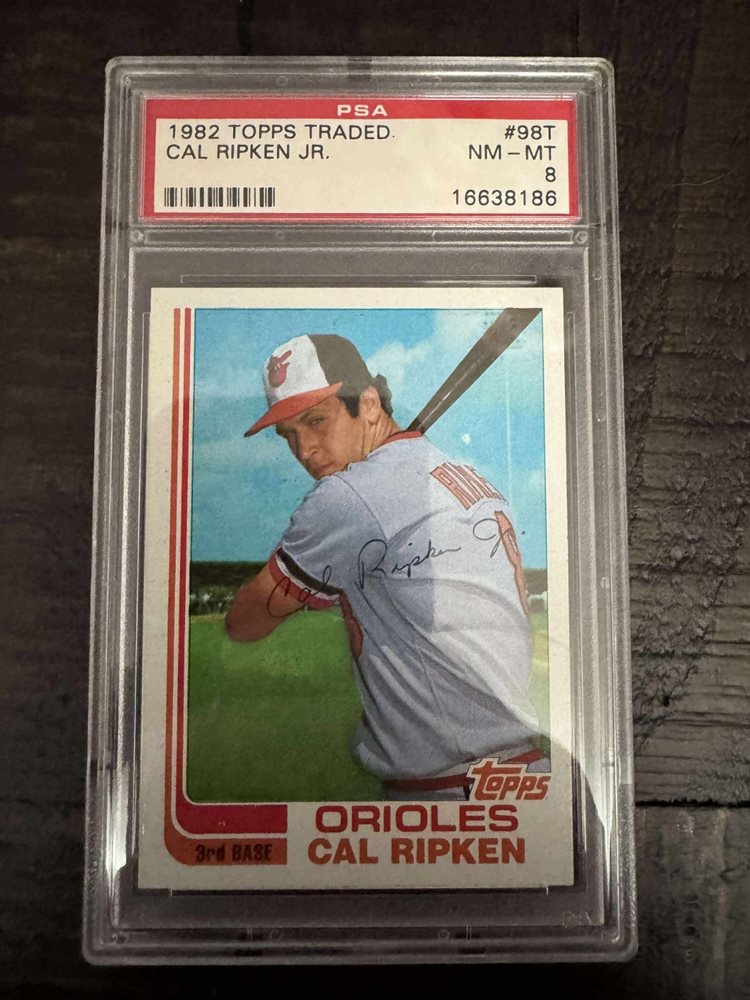 PSA
1982 TOPPS TRADED #98T
CAL RIPKEN JR. NM - MT
8
16638186
Cal Ripken Jr.
Topps
ORIOLES
3rd BASE CAL RIPKEN